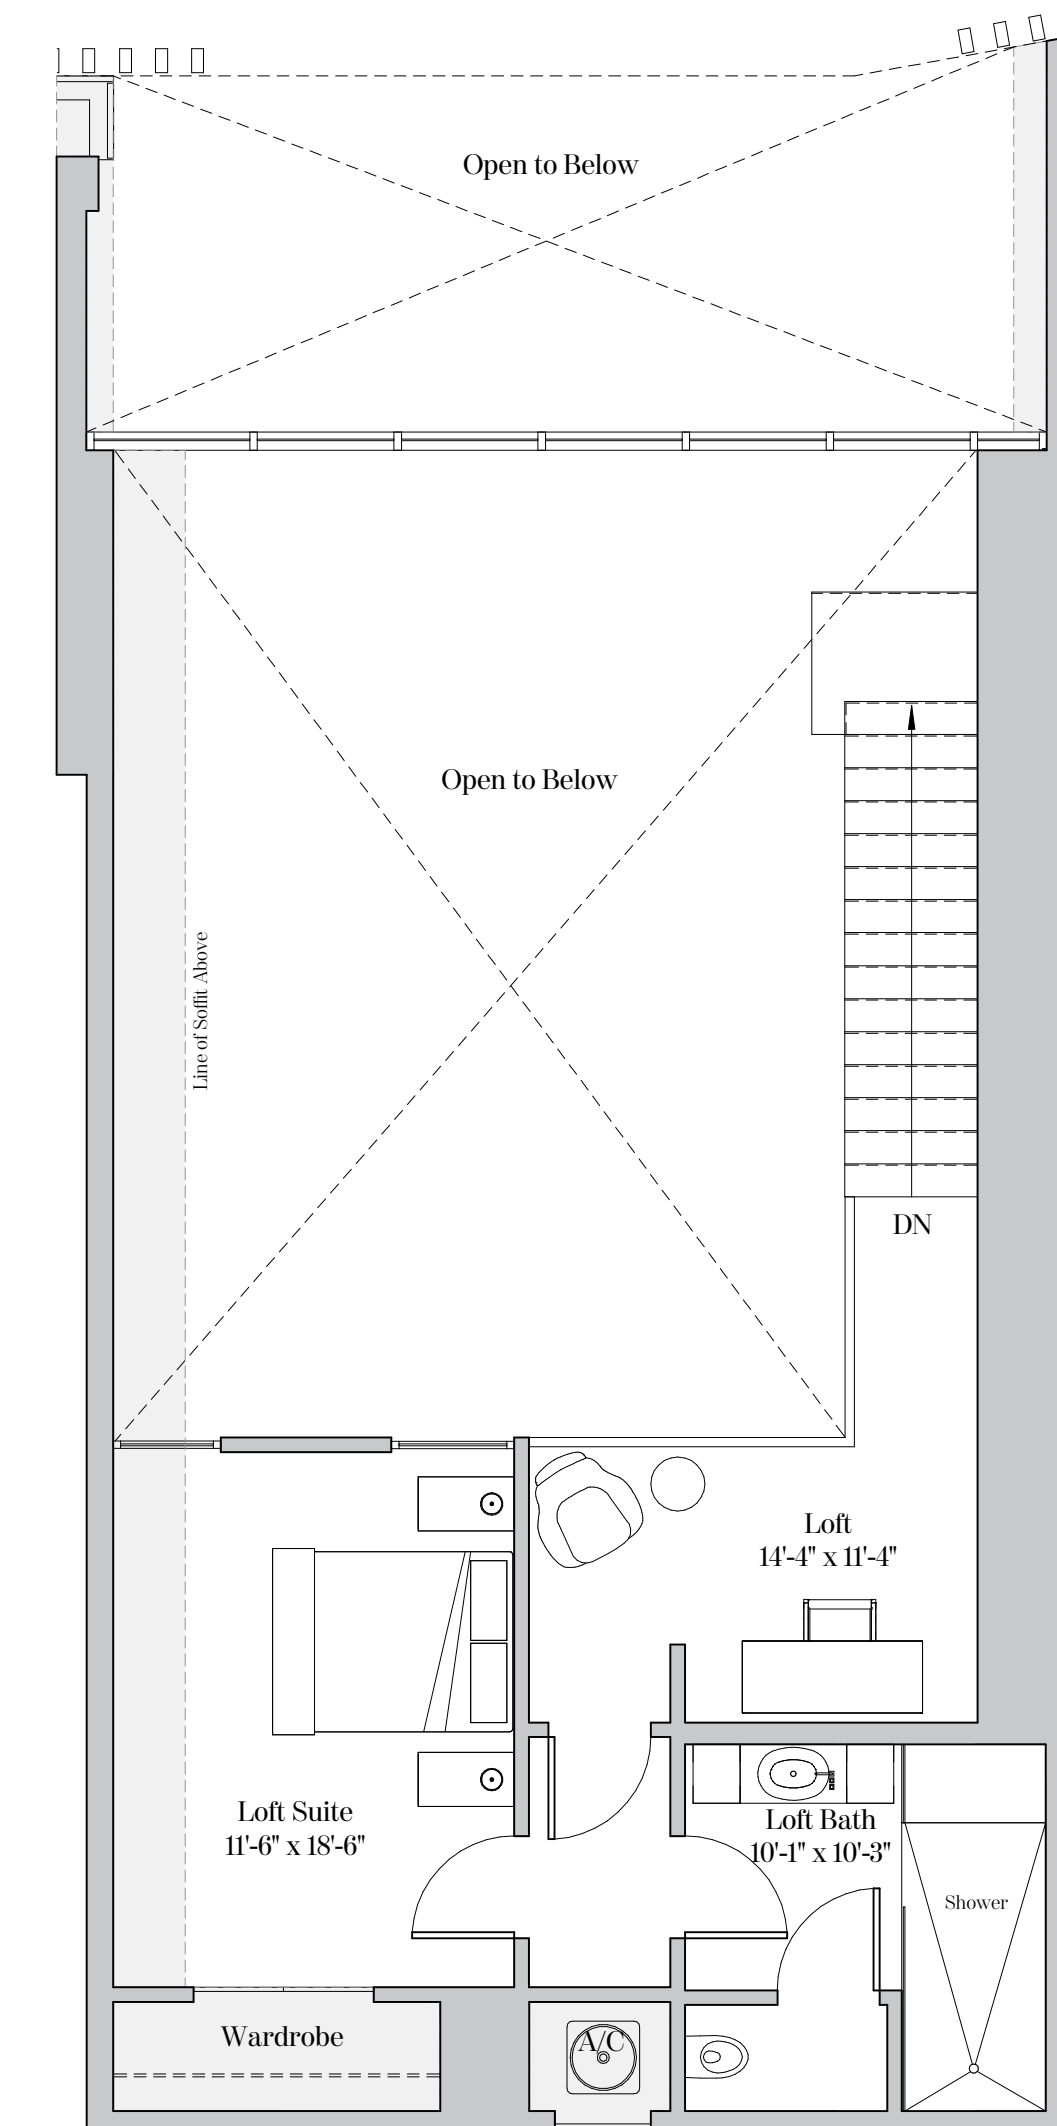 Open to Below
Open to Below
Line of Soffit Above
DN
Loft
14'-4" x 11'-4"
Loft Suite
11'-6" x 18'-6"
Loft Bath
10'-1" x 10'-3"
Shower
Wardrobe
A/C